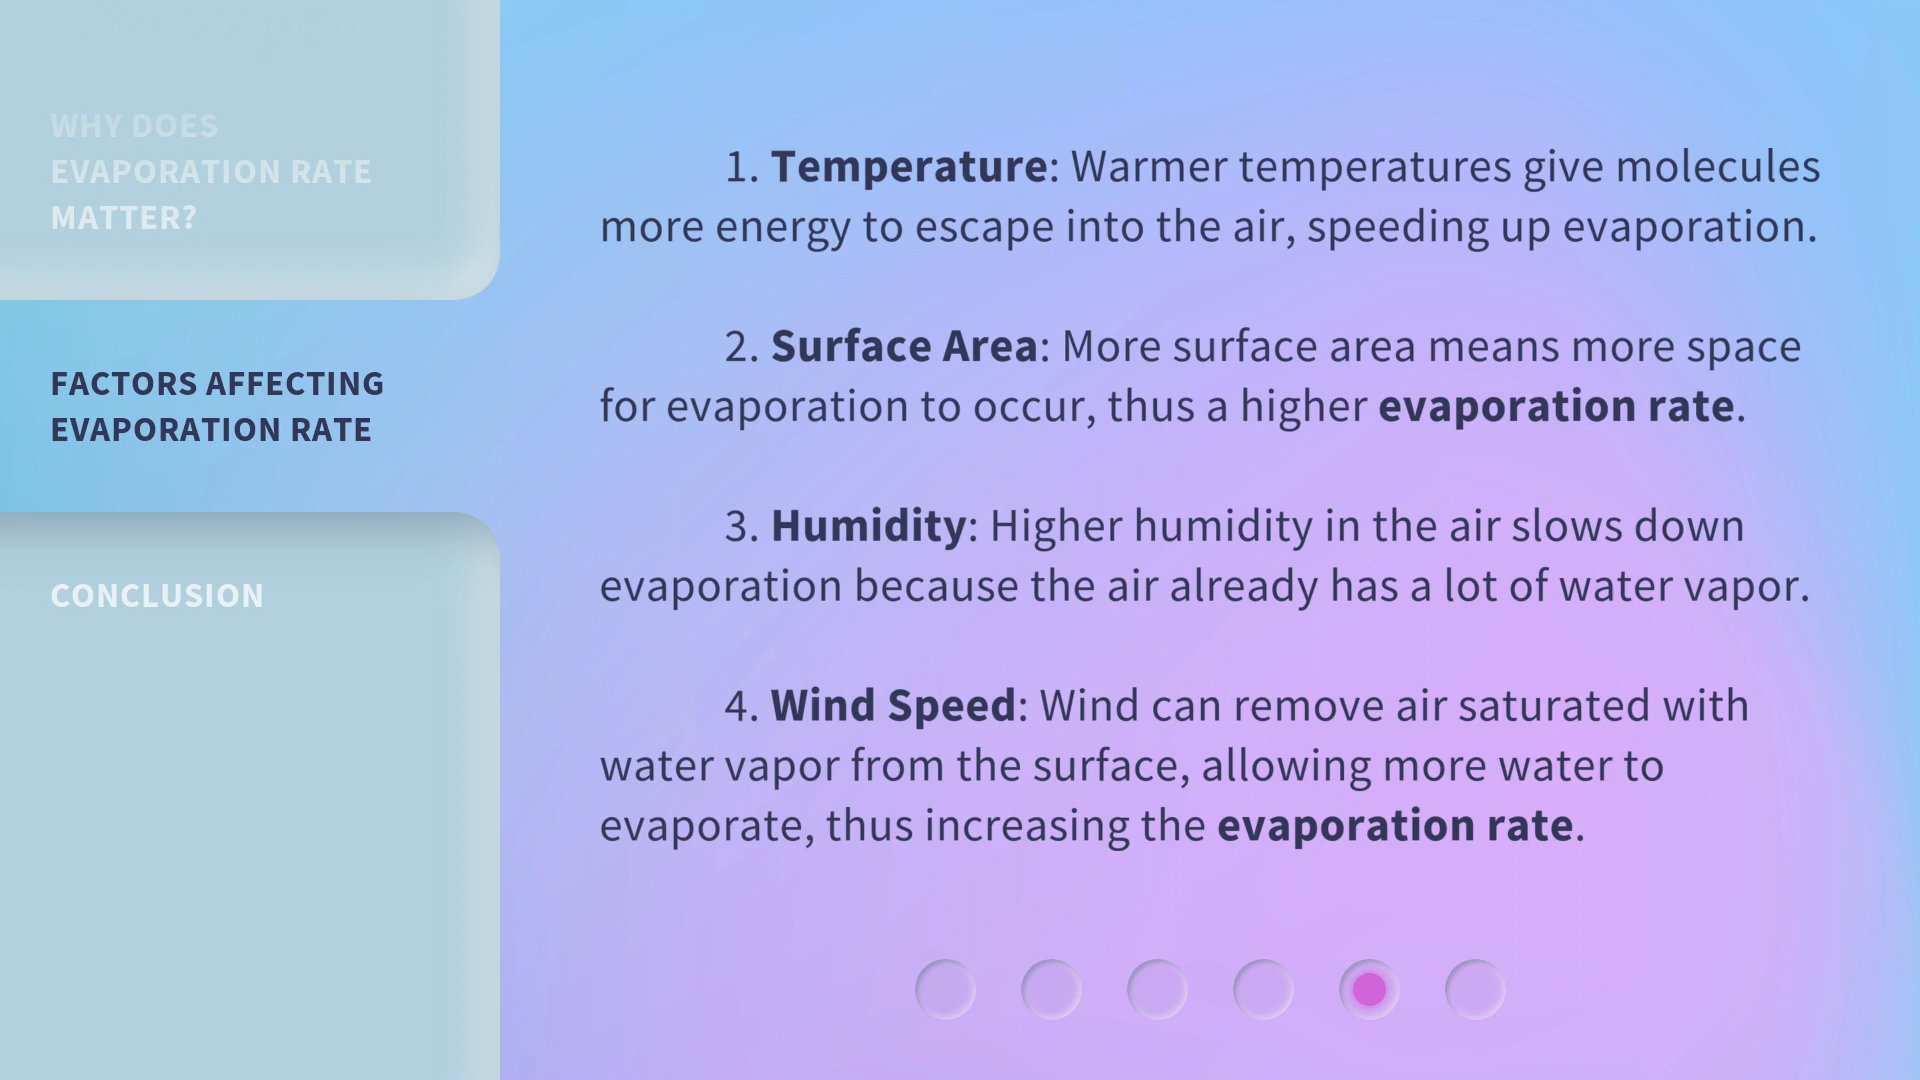 WHY DOES
EVAPORATION RATE
MATTER?
FACTORS AFFECTING
EVAPORATION RATE
CONCLUSION
1. Temperature: Warmer temperatures give molecules
more energy to escape into the air, speeding up evaporation.
2. Surface Area: More surface area means more space
for evaporation to occur, thus a higher evaporation rate.
3. Humidity: Higher humidity in the air slows down
evaporation because the air already has a lot of water vapor.
4. Wind Speed: Wind can remove air saturated with
water vapor from the surface, allowing more water to
evaporate, thus increasing the evaporation rate.